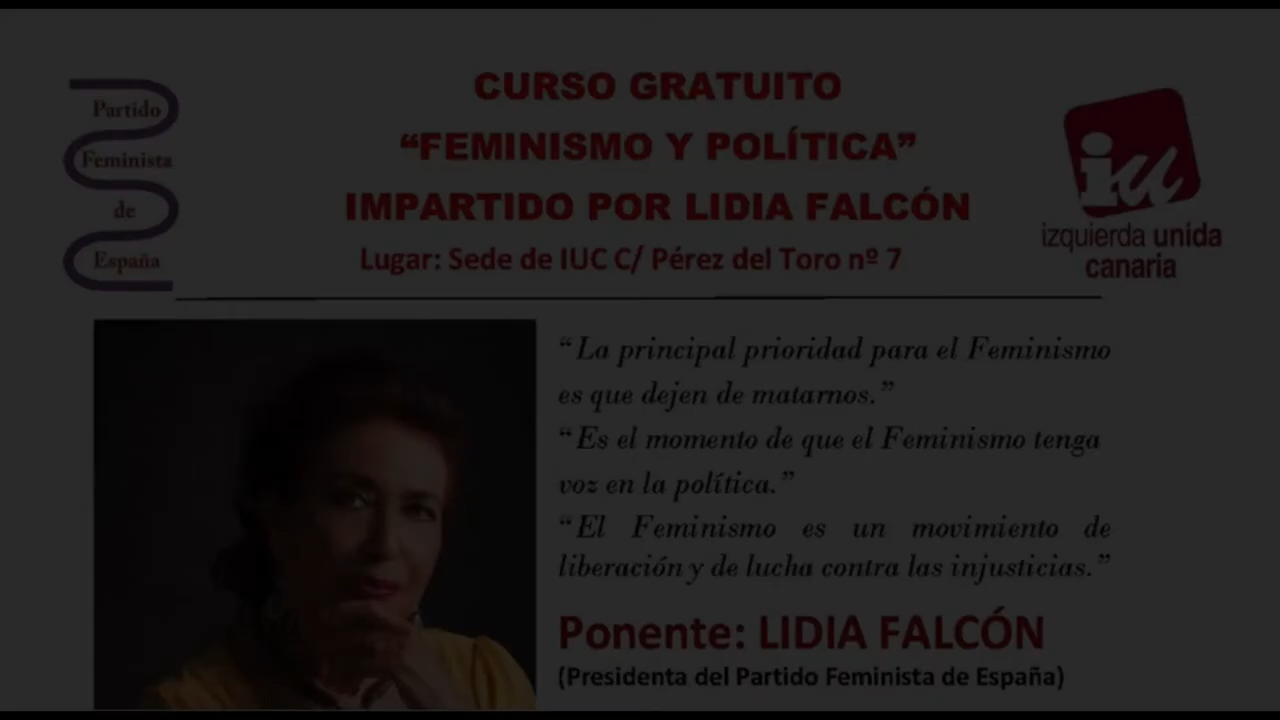 Partido
Feminista
de
España
CURSO GRATUITO
“FEMINISMO Y POLÍTICA”
IMPARTIDO POR LIDIA FALCÓN
Lugar: Sede de IUC C/ Pérez del Toro nº 7
iu
izquierda unida
canaria
“La principal prioridad para el Feminismo
es que dejen de matarnos.”
“Es el momento de que el Feminismo tenga
voz en la política.”
“El Feminismo es un movimiento de
liberación y de lucha contra las injusticias.”
Ponente: LIDIA FALCÓN
(Presidenta del Partido Feminista de España)